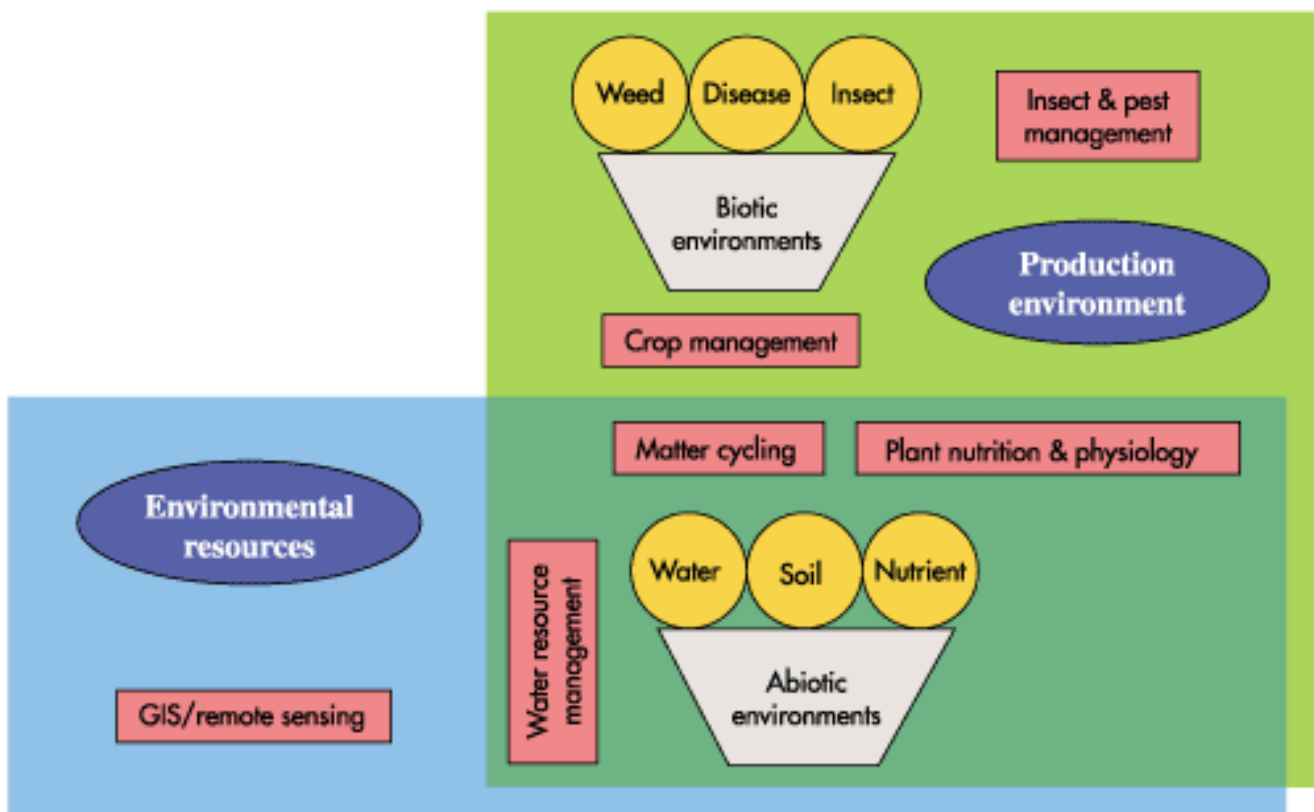 Weed
Disease
Insect
Insect & pest
management
Biotic
environments
Production
environment
Crop management
Matter cycling
Plant nutrition & physiology
Environmental
resources
Water resource
management
Water
Soil
Nutrient
Abiotic
environments
GIS/remote sensing